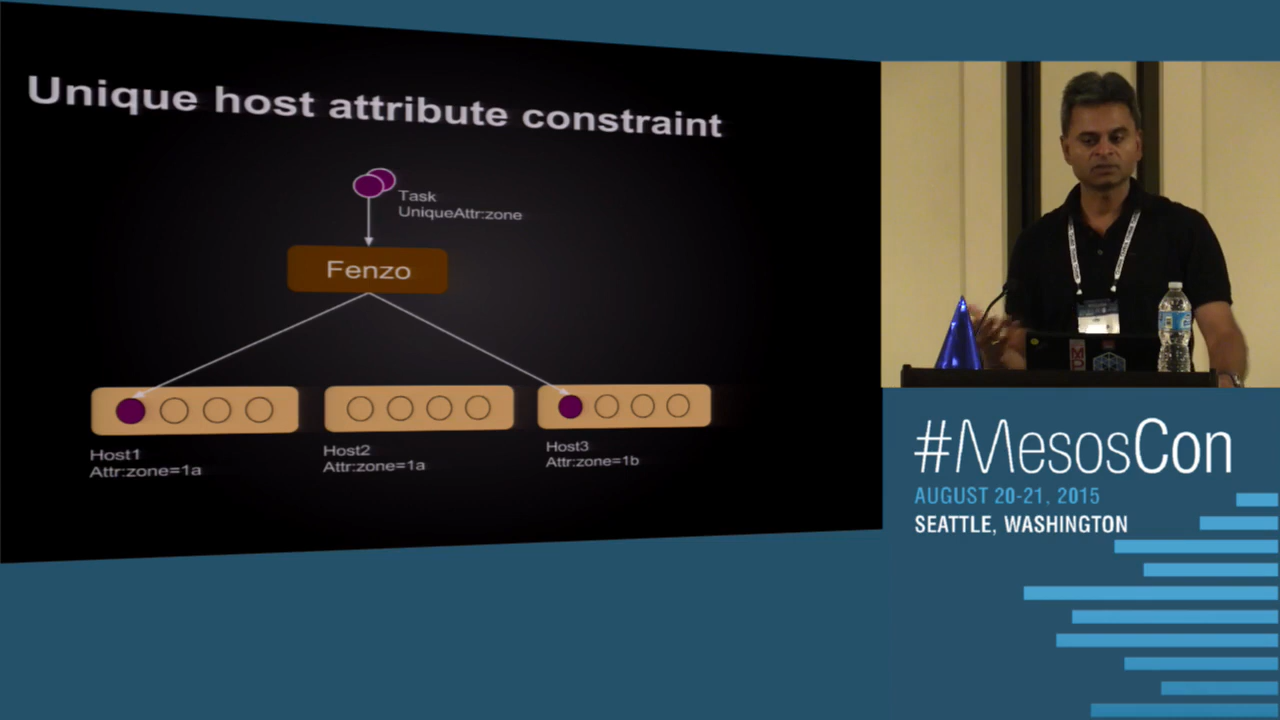 Unique host attribute constraint
Task
UniqueAttr:zone
Fenzo
Host1
Attr:zone=1a
Host2
Attr:zone=1a
Host3
Attr:zone=1b
#MesosCon
AUGUST 20-21, 2015
SEATTLE, WASHINGTON